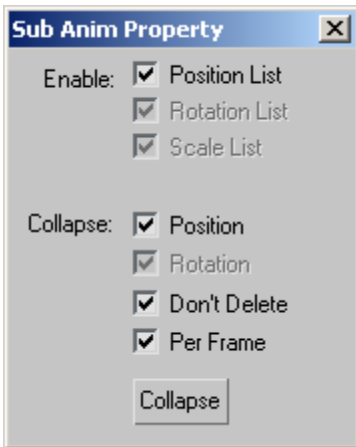 Sub Anim Property
Enable: Position List
Rotation List
Scale List
Collapse: Position
Rotation
Don't Delete
Per Frame
Collapse